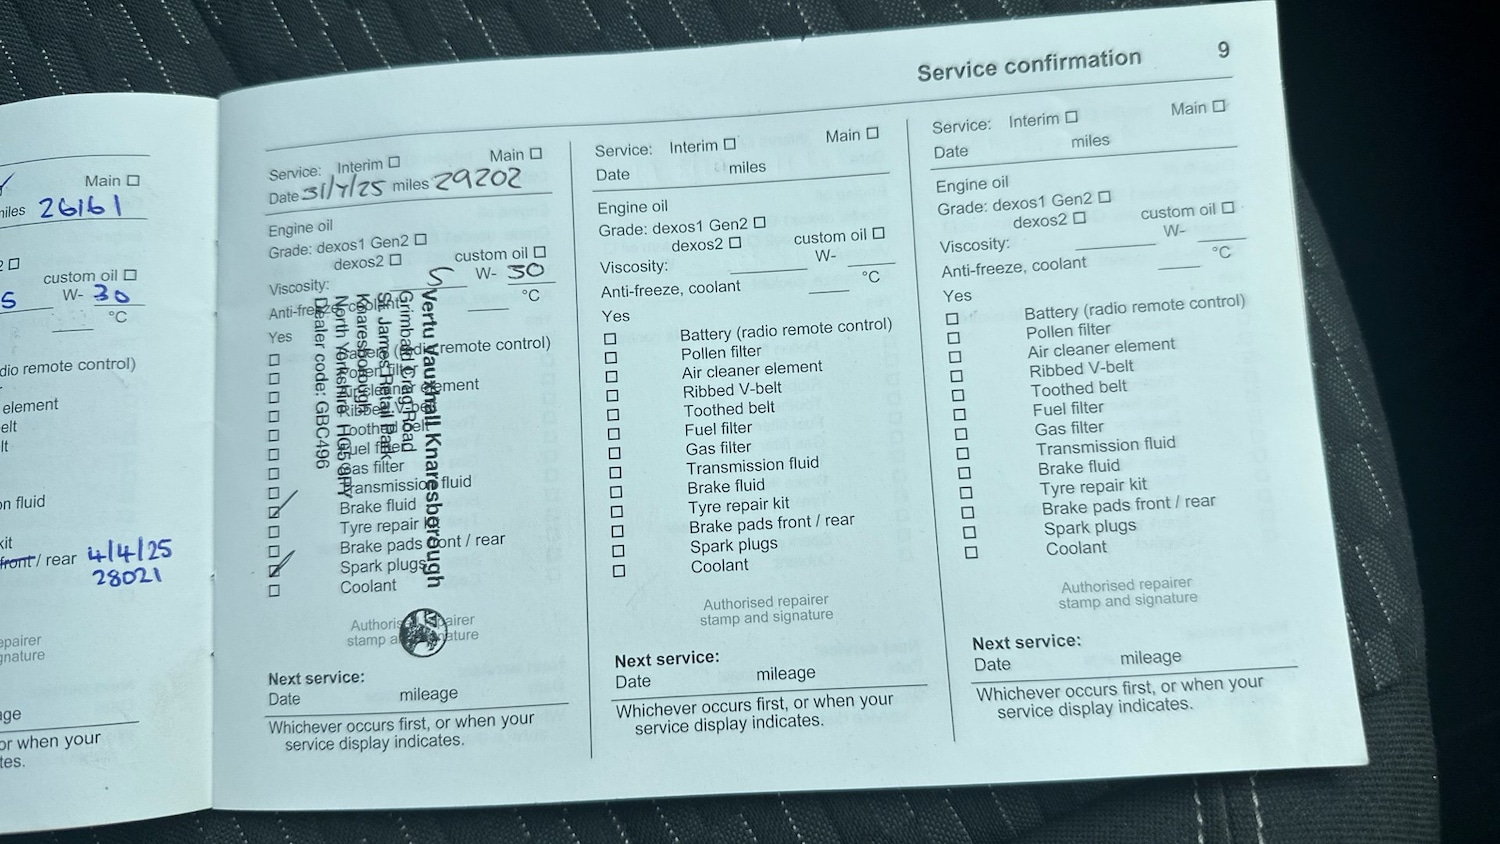 Service confirmation 9
Main ☐
miles 26161
custom oil ☐
W- 30
°C
dio remote control)
element
elt
lt
n fluid
kit
front / rear 4/4/25
28021
epairer
gnature
age
or when your
tes.
Service: Interim ☐ Main ☐
Date 31/7/25 miles 29202
Engine oil
Grade: dexos1 Gen2 ☐
dexos2 ☐ custom oil ☐
Viscosity: 5 W- 30
Anti-freeze, coolant °C
Yes
Battery (radio remote control)
Pollen filter
Air cleaner element
Ribbed V-belt
Toothed belt
Fuel filter
Gas filter
Transmission fluid
Brake fluid
Tyre repair kit
Brake pads front / rear
Spark plugs
Coolant
Vertu Vauxhall Knaresborough
Grimbald Crag Road
St James Retail Park
Knaresborough
North Yorkshire HG5 8PY
Dealer code: GBC496
Authorised repairer
stamp and signature
Next service:
Date mileage
Whichever occurs first, or when your
service display indicates.
Service: Interim ☐ Main ☐
Date miles
Engine oil
Grade: dexos1 Gen2 ☐
dexos2 ☐ custom oil ☐
Viscosity: W-
Anti-freeze, coolant °C
Yes
Battery (radio remote control)
Pollen filter
Air cleaner element
Ribbed V-belt
Toothed belt
Fuel filter
Gas filter
Transmission fluid
Brake fluid
Tyre repair kit
Brake pads front / rear
Spark plugs
Coolant
Authorised repairer
stamp and signature
Next service:
Date mileage
Whichever occurs first, or when your
service display indicates.
Service: Interim ☐ Main ☐
Date miles
Engine oil
Grade: dexos1 Gen2 ☐
dexos2 ☐ custom oil ☐
Viscosity: W-
Anti-freeze, coolant °C
Yes
Battery (radio remote control)
Pollen filter
Air cleaner element
Ribbed V-belt
Toothed belt
Fuel filter
Gas filter
Transmission fluid
Brake fluid
Tyre repair kit
Brake pads front / rear
Spark plugs
Coolant
Authorised repairer
stamp and signature
Next service:
Date mileage
Whichever occurs first, or when your
service display indicates.